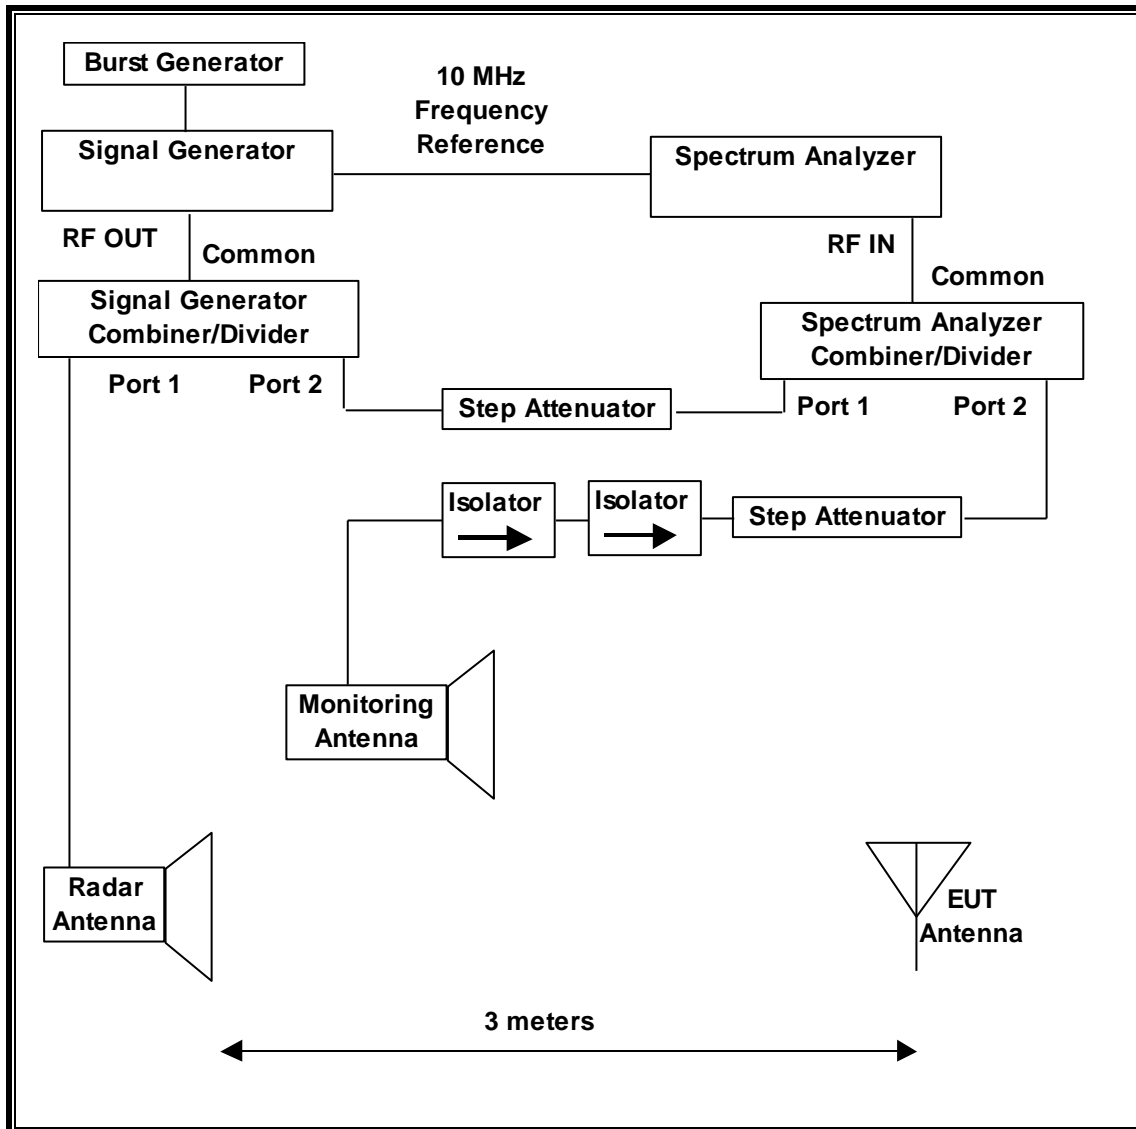 Burst Generator
10 MHz
Frequency
Reference
Signal Generator
Spectrum Analyzer
RF OUT
Common
RF IN
Common
Signal Generator
Combiner/Divider
Spectrum Analyzer
Combiner/Divider
Port 1
Port 2
Step Attenuator
Port 1
Port 2
Isolator
Isolator
Step Attenuator
Monitoring
Antenna
Radar
Antenna
EUT
Antenna
3 meters